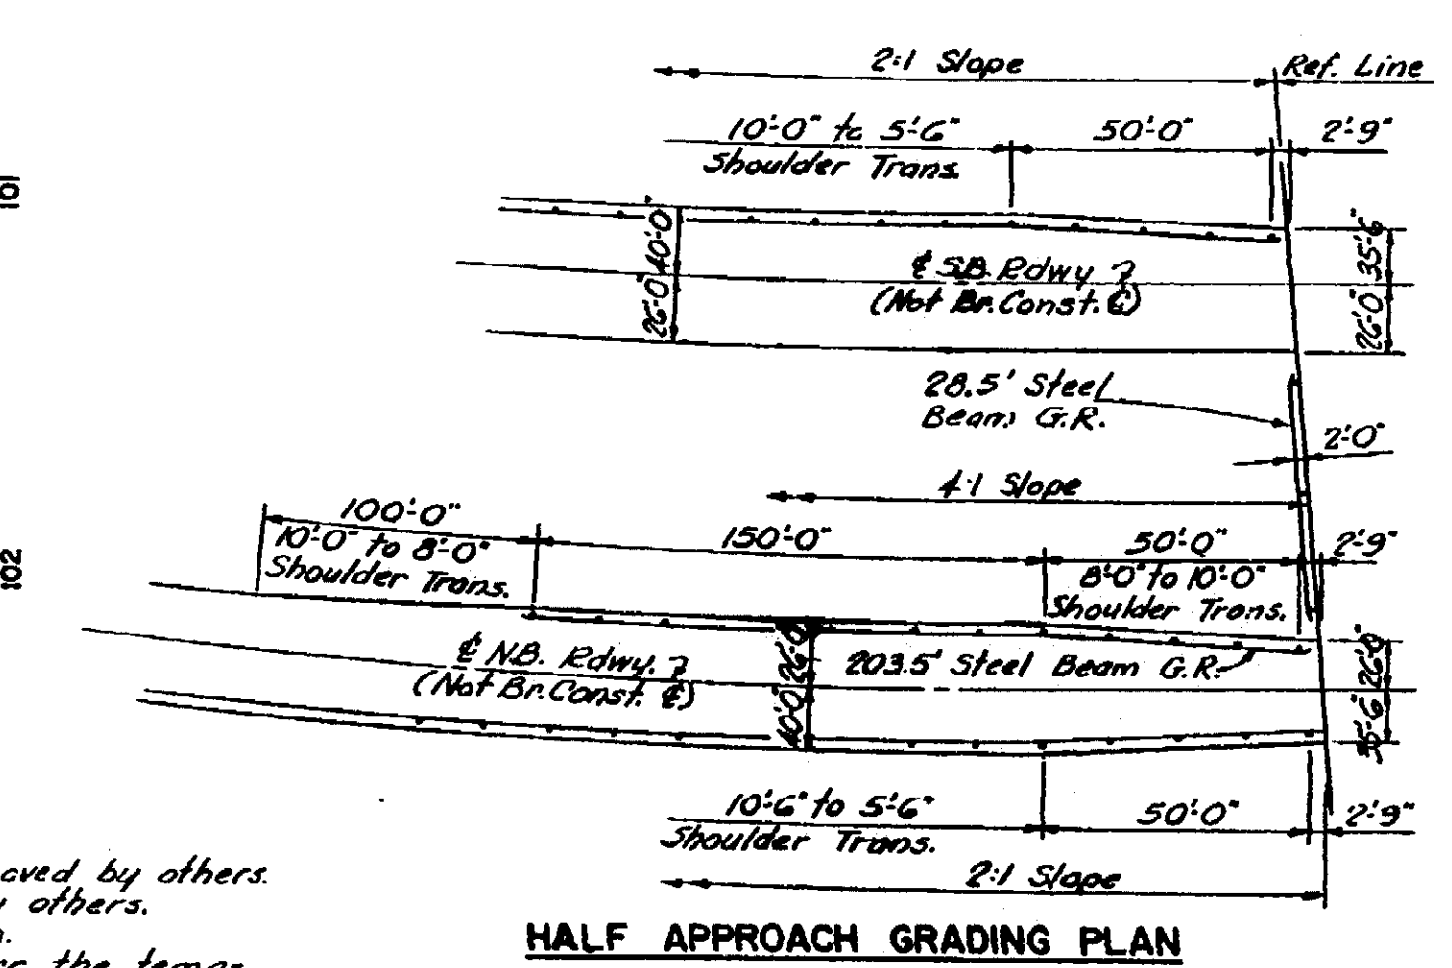 2:1 Slope
Ref. Line
10'-0" to 5'-6"
50'-0"
2'-9"
Shoulder Trans.
101
40'-0"
26'-0"
35'-6"
26'-0"
℄ S.B. Rdwy.
(Not Br. Const. ℄)
28.5' Steel
Beam G.R.
2'-0"
4:1 Slope
100'-0"
10'-0" to 8'-0"
Shoulder Trans.
150'-0"
50'-0"
2'-9"
8'-0" to 10'-0"
Shoulder Trans.
102
℄ N.B. Rdwy.
(Not Br. Const. ℄)
26'-0"
40'-0"
203.5' Steel Beam G.R.
26'-0"
35'-6"
10'-6" to 5'-6"
Shoulder Trans.
50'-0"
2'-9"
2:1 Slope
oved by others.
others.
the temp
HALF APPROACH GRADING PLAN